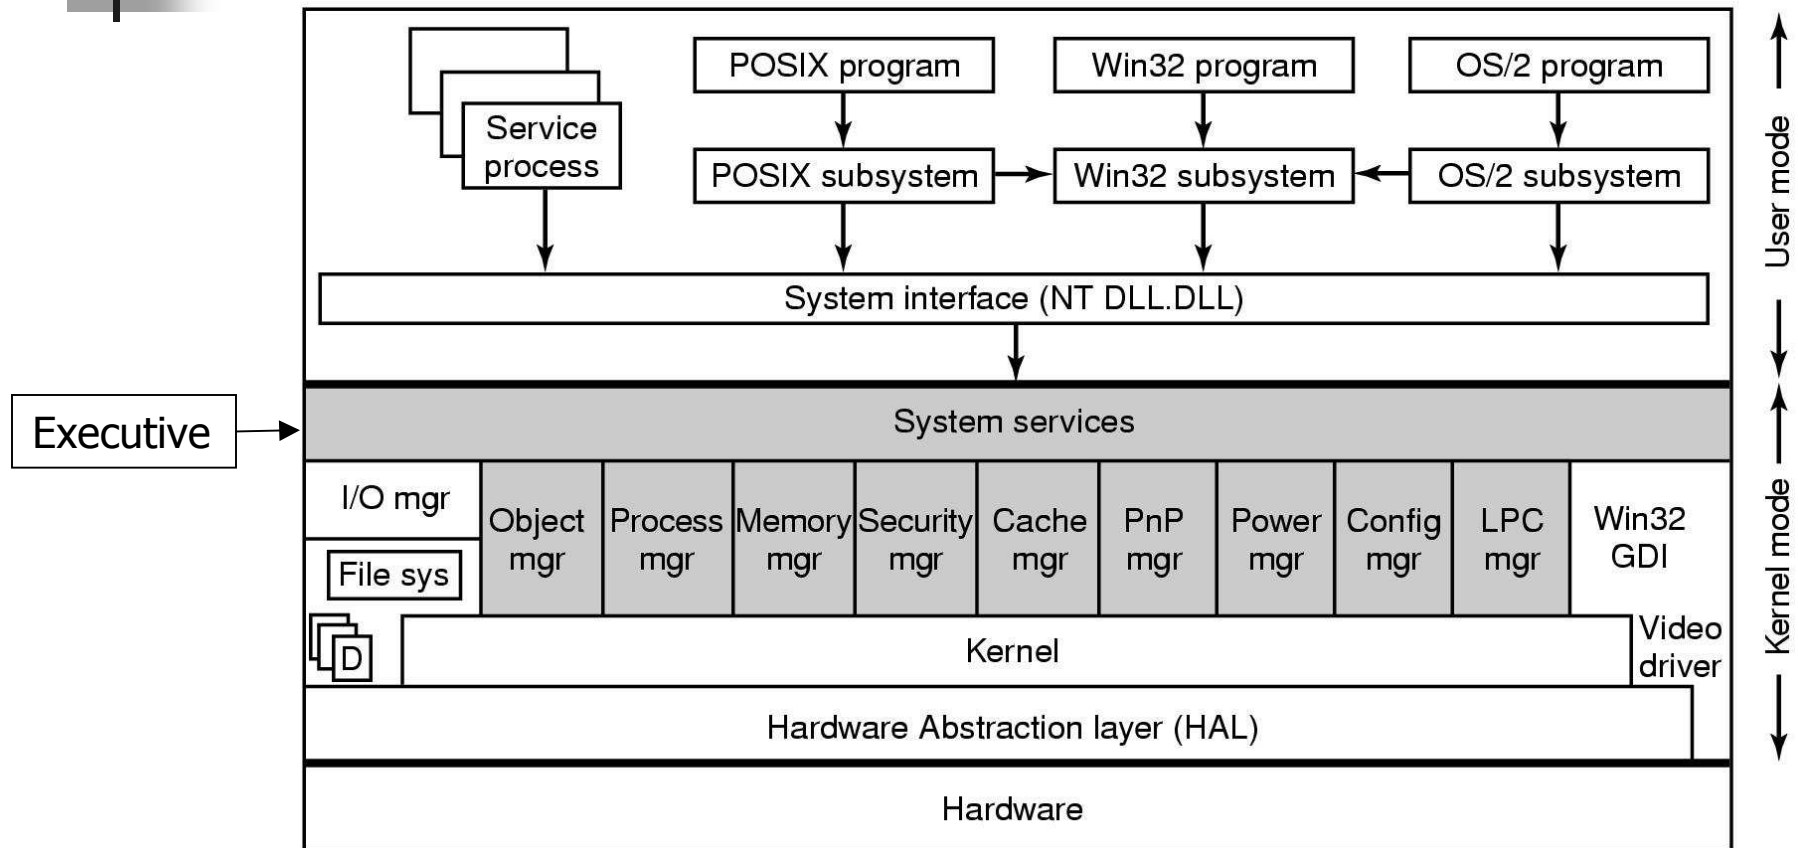 POSIX program
Win32 program
OS/2 program
Service
process
POSIX subsystem
Win32 subsystem
OS/2 subsystem
System interface (NT DLL.DLL)
User mode
Executive
System services
I/O mgr
File sys
D
Object
mgr
Process
mgr
Memory
mgr
Security
mgr
Cache
mgr
PnP
mgr
Power
mgr
Config
mgr
LPC
mgr
Win32
GDI
Video
driver
Kernel
Kernel mode
Hardware Abstraction layer (HAL)
Hardware